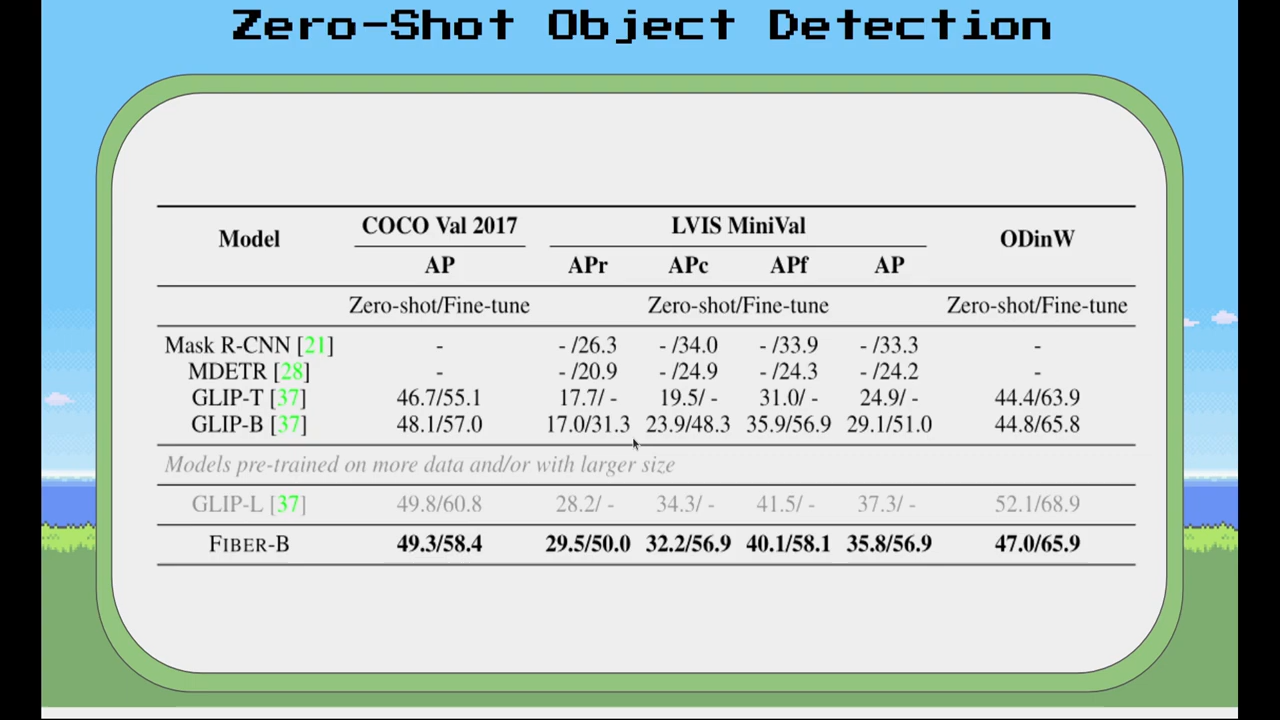 Zero-Shot Object Detection
Model COCO Val 2017 LVIS MiniVal ODinW
AP APr APc APf AP
Zero-shot/Fine-tune Zero-shot/Fine-tune Zero-shot/Fine-tune
Mask R-CNN [21] - - /26.3 - /34.0 - /33.9 - /33.3 -
MDETR [28] - - /20.9 - /24.9 - /24.3 - /24.2 -
GLIP-T [37] 46.7/55.1 17.7/ - 19.5/ - 31.0/ - 24.9/ - 44.4/63.9
GLIP-B [37] 48.1/57.0 17.0/31.3 23.9/48.3 35.9/56.9 29.1/51.0 44.8/65.8
Models pre-trained on more data and/or with larger size
GLIP-L [37] 49.8/60.8 28.2/ - 34.3/ - 41.5/ - 37.3/ - 52.1/68.9
FIBER-B 49.3/58.4 29.5/50.0 32.2/56.9 40.1/58.1 35.8/56.9 47.0/65.9